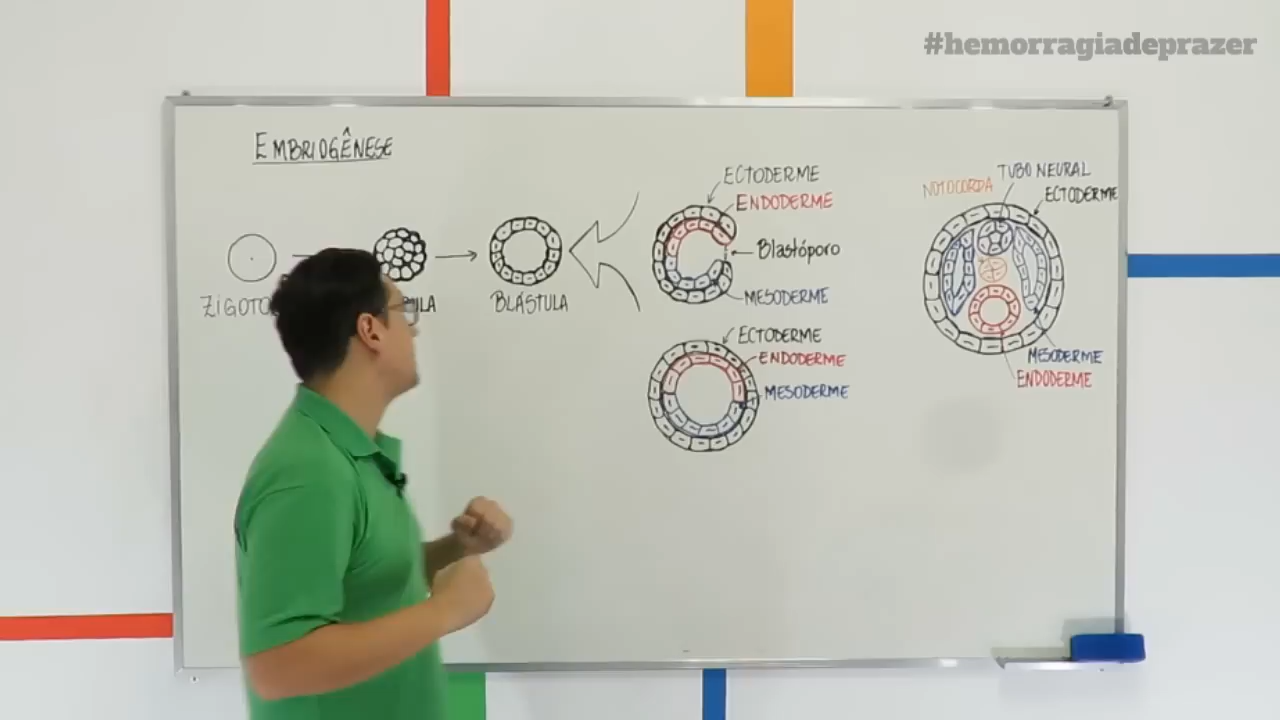 #hemorragiadeprazer
EMBRIOGÊNESE
ZIGOTO
BLÁSTULA
ECTODERME
ENDODERME
Blastóporo
MESODERME
ECTODERME
ENDODERME
MESODERME
NOTOCORDA
TUBO NEURAL
ECTODERME
MESODERME
ENDODERME